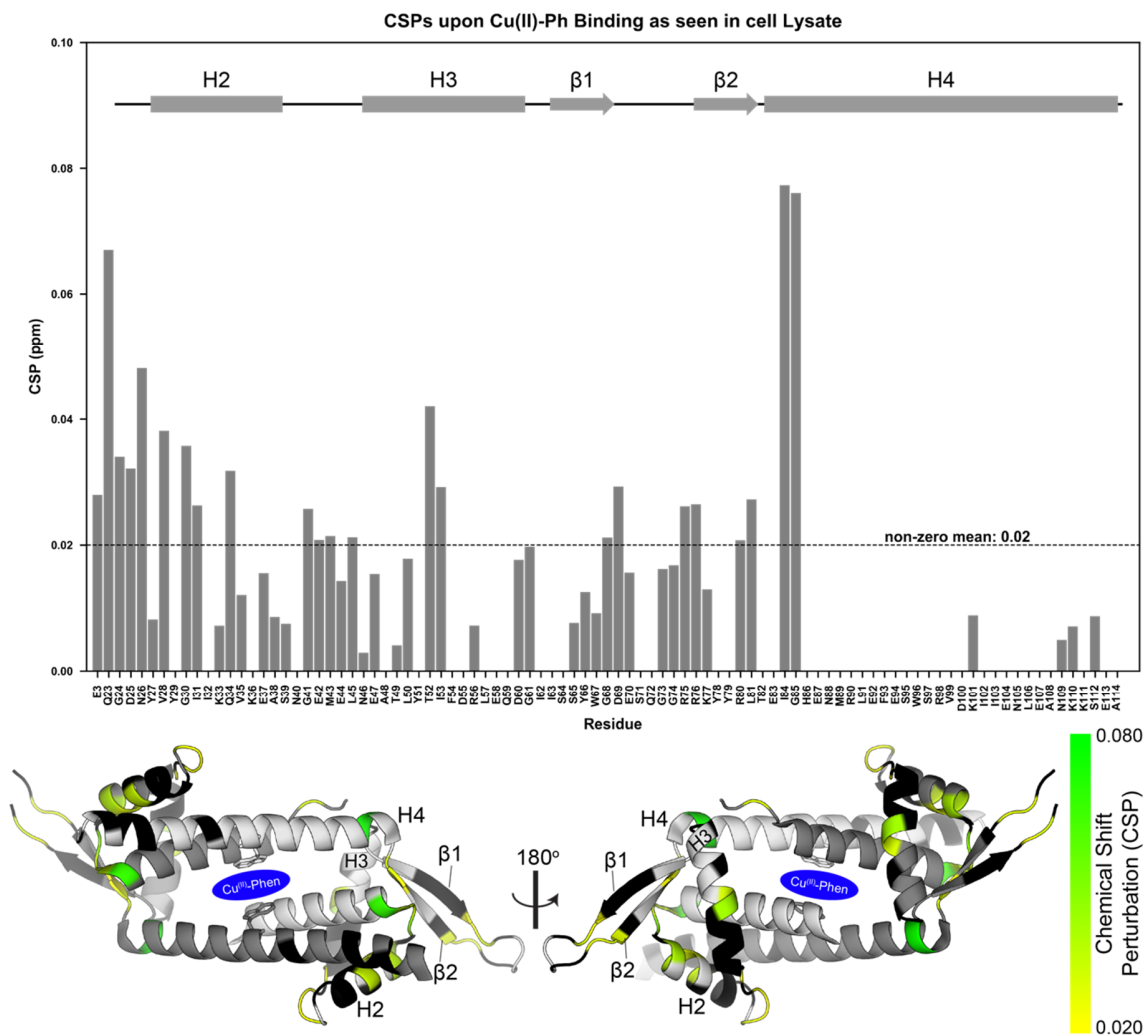 CSPs upon Cu(II)-Ph Binding as seen in cell Lysate
0.10
0.08
0.06
0.04
0.02
0.00
CSP (ppm)
H2
H3
β1
β2
H4
non-zero mean: 0.02
E3 Q23 G24 D25 N26 Y27 V28 Y29 G30 I31 I32 K33 Q34 V35 K36 E37 A38 S39 N40 G41 E42 M43 E44 L45 N46 E47 A48 T49 L50 Y51 T52 I53 F54 D55 R56 L57 E58 Q59 D60 G61 I62 I63 S64 S65 Y66 W67 G68 D69 E70 S71 Q72 G73 G74 R75 R76 K77 Y78 Y79 R80 L81 T82 E83 I84 G85 H86 E87 N88 M89 R90 L91 E92 F93 E94 S95 W96 S97 R98 V99 D100 K101 I102 I103 E104 N105 L106 E107 A108 N109 K110 K111 S112 E113 A114
Residue
H4
H3
β1
Cu(II)-Phen
β2
H2
180°
H4
H3
β1
Cu(II)-Phen
β2
H2
0.080
Chemical Shift
Perturbation (CSP)
0.020